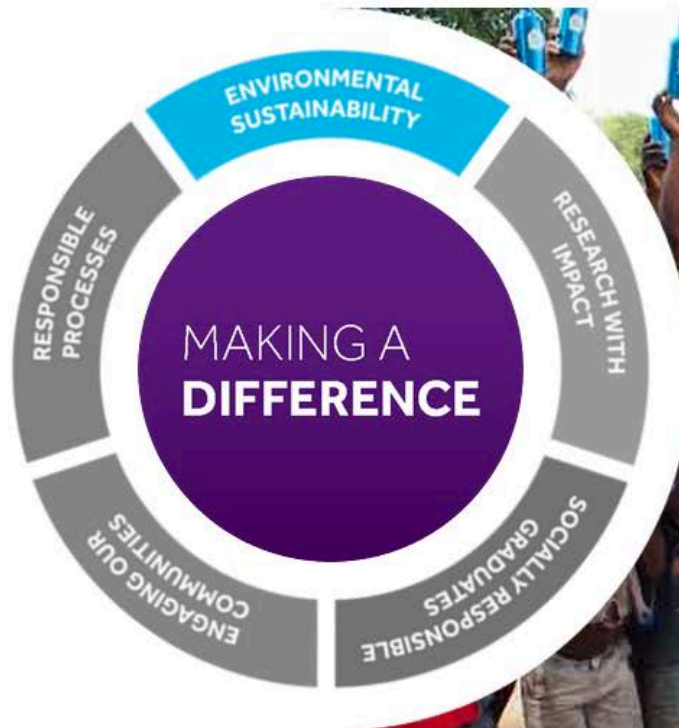 ENVIRONMENTAL
SUSTAINABILITY
RESEARCH WITH
IMPACT
SOCIALLY RESPONSIBLE
GRADUATES
ENGAGING OUR
COMMUNITIES
RESPONSIBLE
PROCESSES
MAKING A
DIFFERENCE